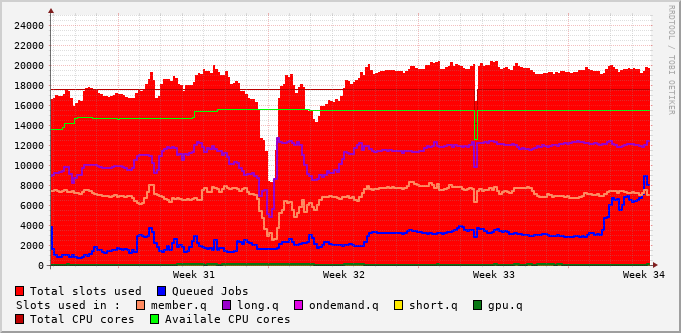 RRDTOOL / TOBI OETIKER
24000
22000
20000
18000
16000
14000
12000
10000
8000
6000
4000
2000
0
Week 31 Week 32 Week 33 Week 34
Total slots used Queued Jobs
Slots used in : member.q long.q ondemand.q short.q gpu.q
Total CPU cores Availale CPU cores